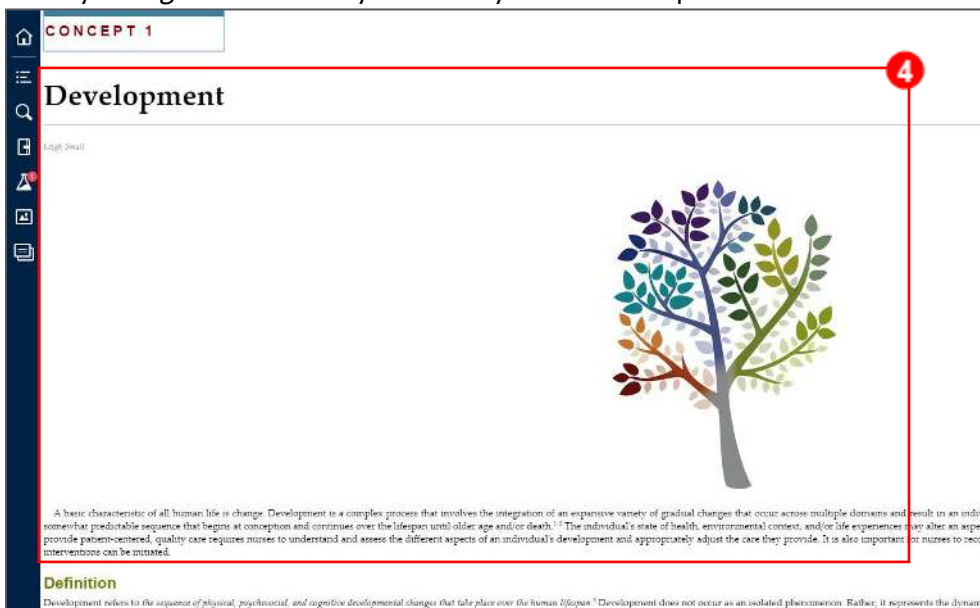 CONCEPT 1
4
Development
Leigh Small
1
A basic characteristic of all human life is change. Development is a complex process that involves the integration of an expansive variety of gradual changes that occur across multiple domains and result in an
somewhat predictable sequence that begins at conception and continues over the lifespan until older age and/or death. The individual's state of health, environmental context, and/or life experiences may alter an
provide patient-centered, quality care requires nurses to understand and assess the different aspects of an individual's development and appropriately adjust the care they provide. It is also important for nurses to
interventions can be initiated.
Definition
Development refers to the sequence of physical, psychosocial, and cognitive developmental changes that take place over the human lifespan. Development does not occur as an isolated phenomenon. Rather, it represents the